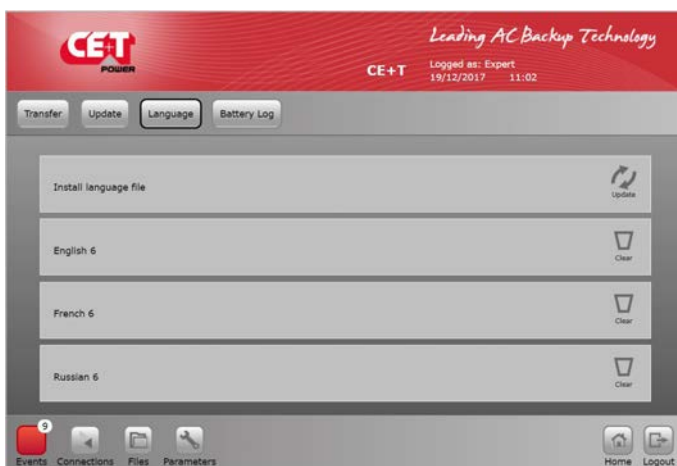 CE+T
POWER
Leading AC Backup Technology
CE+T
Logged as: Expert
19/12/2017 11:02
Transfer Update Language Battery Log
Install language file
Update
English 6
Clear
French 6
Clear
Russian 6
Clear
9
Events Connections Files Parameters Home Logout